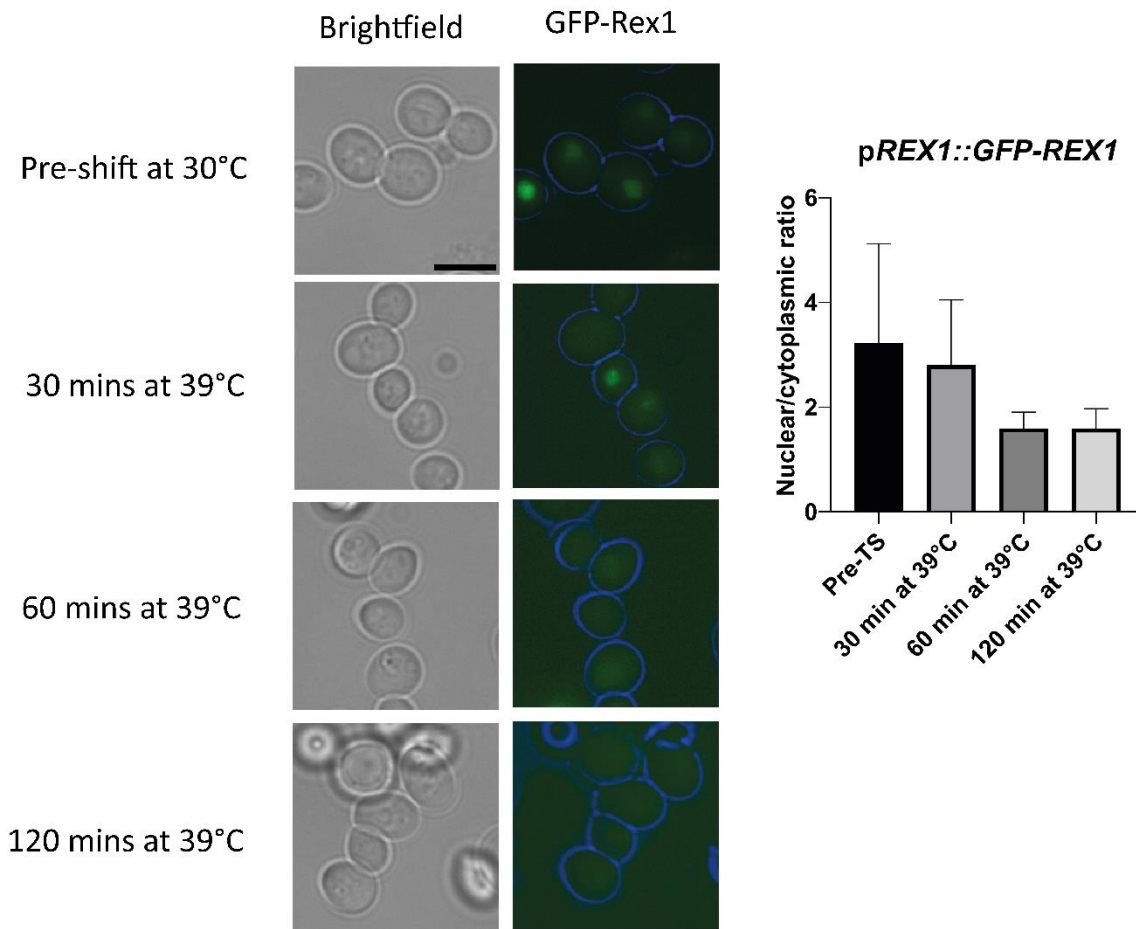 Brightfield
GFP-Rex1
Pre-shift at 30°C
30 mins at 39°C
60 mins at 39°C
120 mins at 39°C
pREX1::GFP-REX1
Nuclear/cytoplasmic ratio
6
4
2
0
Pre-TS
30 min at 39°C
60 min at 39°C
120 min at 39°C